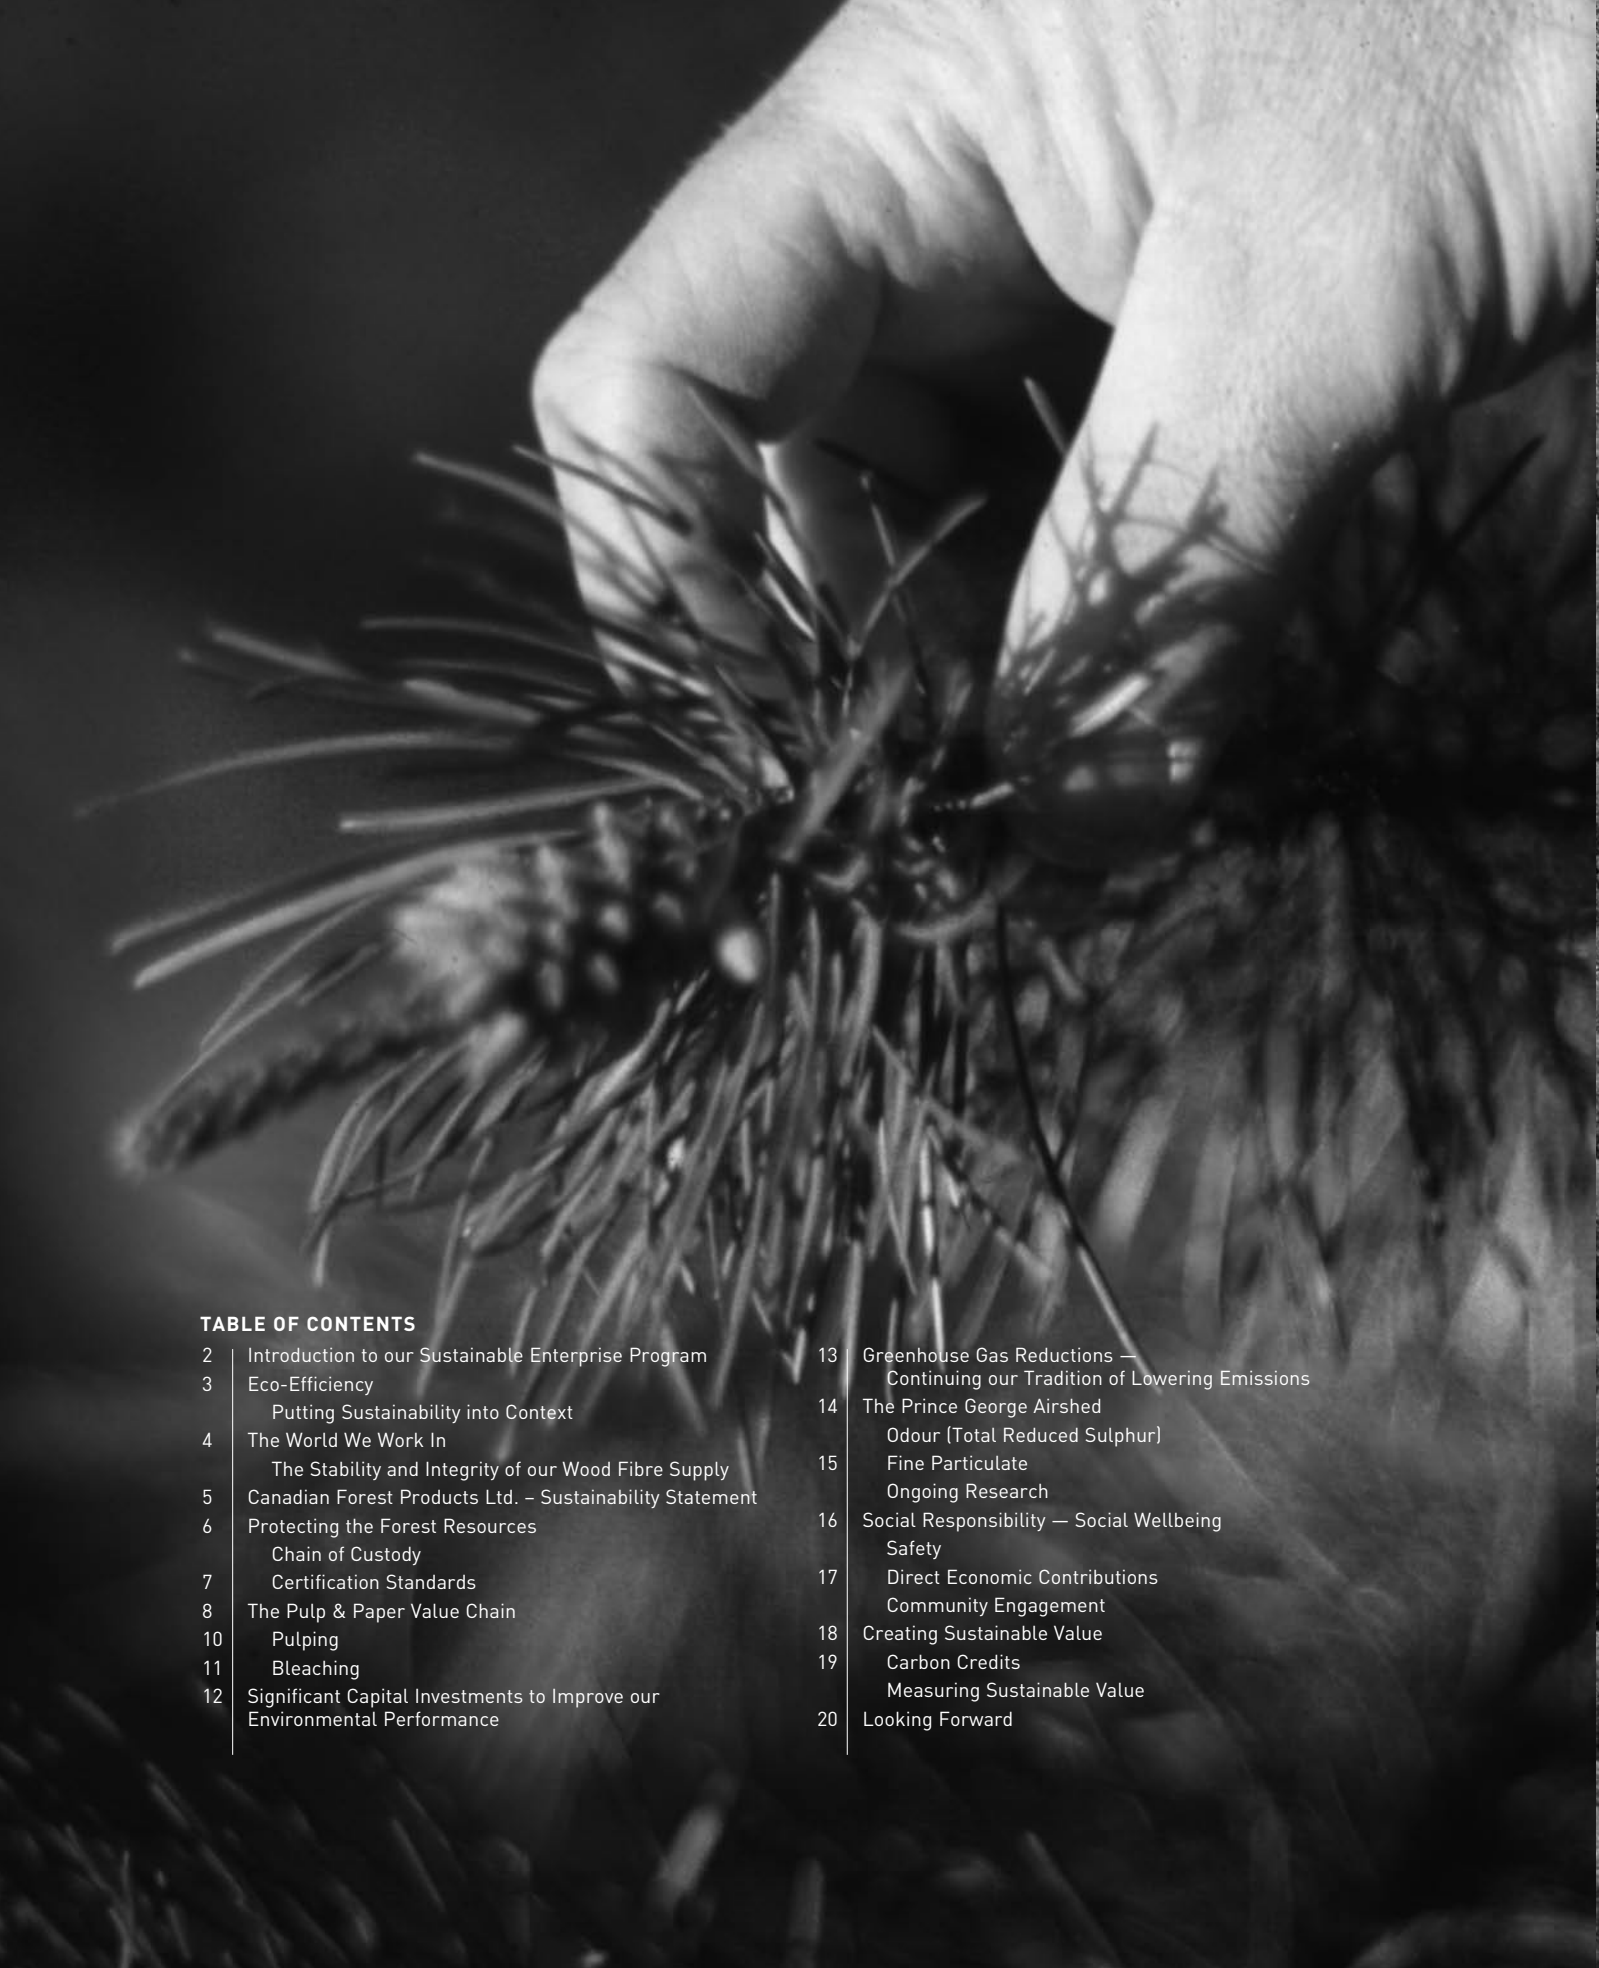 TABLE OF CONTENTS
2 Introduction to our Sustainable Enterprise Program
3 Eco-Efficiency
Putting Sustainability into Context
4 The World We Work In
The Stability and Integrity of our Wood Fibre Supply
5 Canadian Forest Products Ltd. – Sustainability Statement
6 Protecting the Forest Resources
Chain of Custody
7 Certification Standards
8 The Pulp & Paper Value Chain
10 Pulping
11 Bleaching
12 Significant Capital Investments to Improve our
Environmental Performance
13 Greenhouse Gas Reductions —
Continuing our Tradition of Lowering Emissions
14 The Prince George Airshed
Odour (Total Reduced Sulphur)
15 Fine Particulate
Ongoing Research
16 Social Responsibility — Social Wellbeing
Safety
17 Direct Economic Contributions
Community Engagement
18 Creating Sustainable Value
19 Carbon Credits
Measuring Sustainable Value
20 Looking Forward